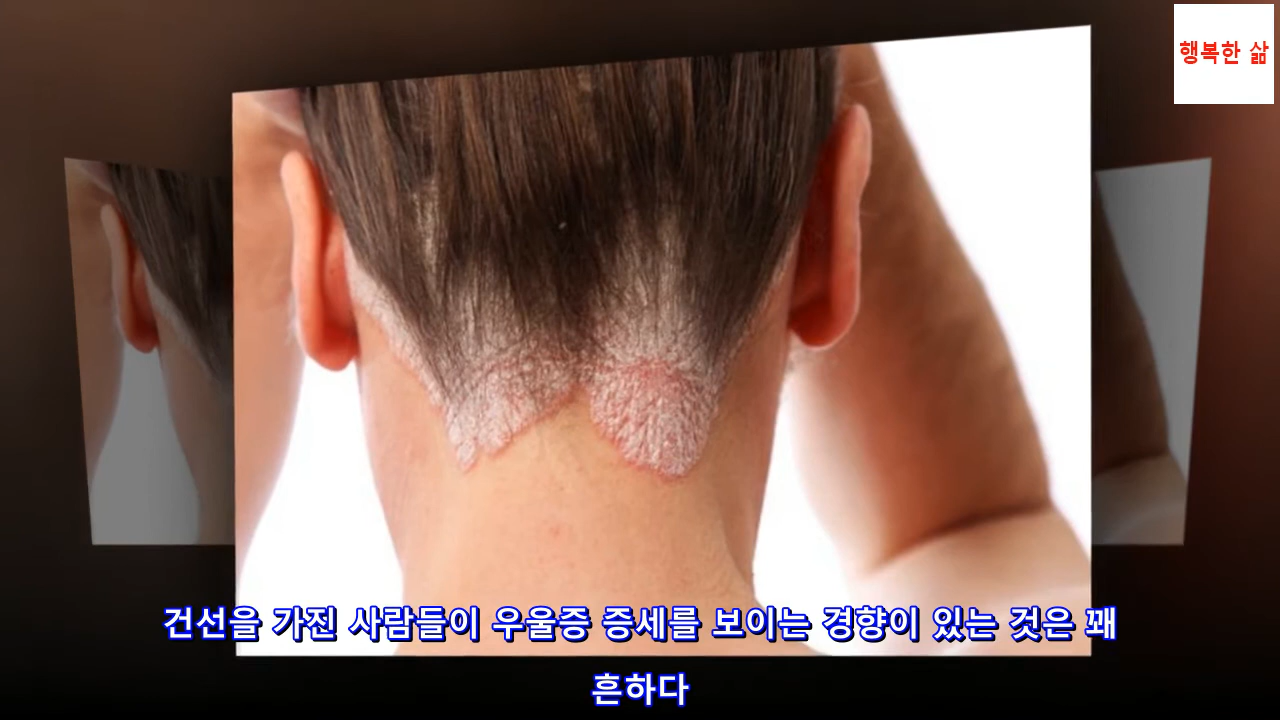 행복한 삶
건선을 가진 사람들이 우울증 증세를 보이는 경향이 있는 것은 꽤
흔하다